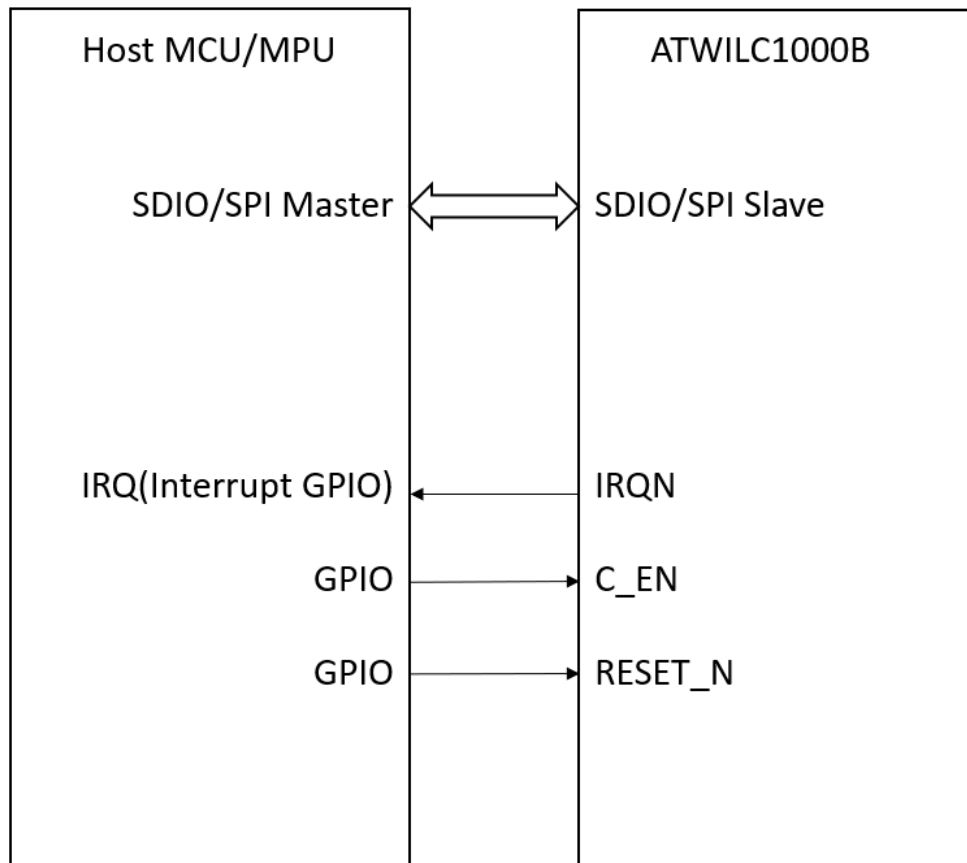 Host MCU/MPU
ATWILC1000B
SDIO/SPI Master
SDIO/SPI Slave
IRQ(Interrupt GPIO)
IRQN
GPIO
C_EN
GPIO
RESET_N